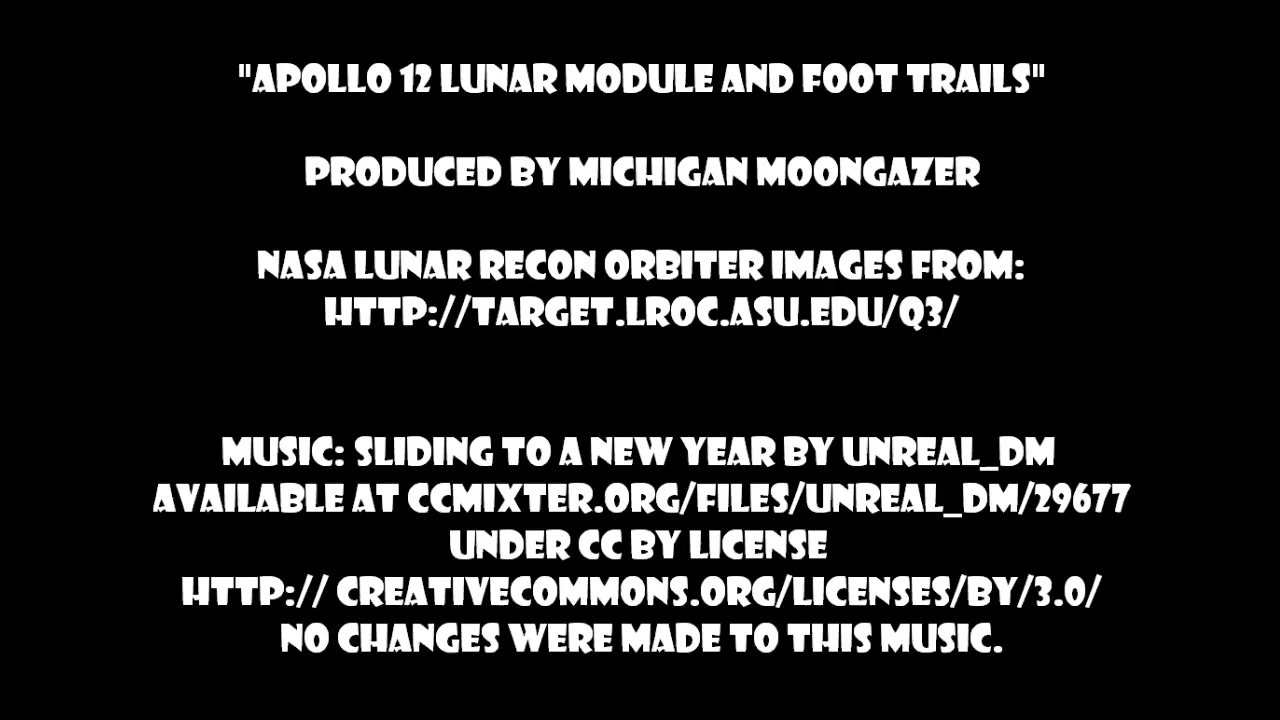 "APOLLO 12 LUNAR MODULE AND FOOT TRAILS"
PRODUCED BY MICHIGAN MOONGAZER
NASA LUNAR RECON ORBITER IMAGES FROM:
HTTP://TARGET.LROC.ASU.EDU/Q3/
MUSIC: SLIDING TO A NEW YEAR BY UNREAL_DM
AVAILABLE AT CCMIXTER.ORG/FILES/UNREAL_DM/29677
UNDER CC BY LICENSE
HTTP:// CREATIVECOMMONS.ORG/LICENSES/BY/3.0/
NO CHANGES WERE MADE TO THIS MUSIC.